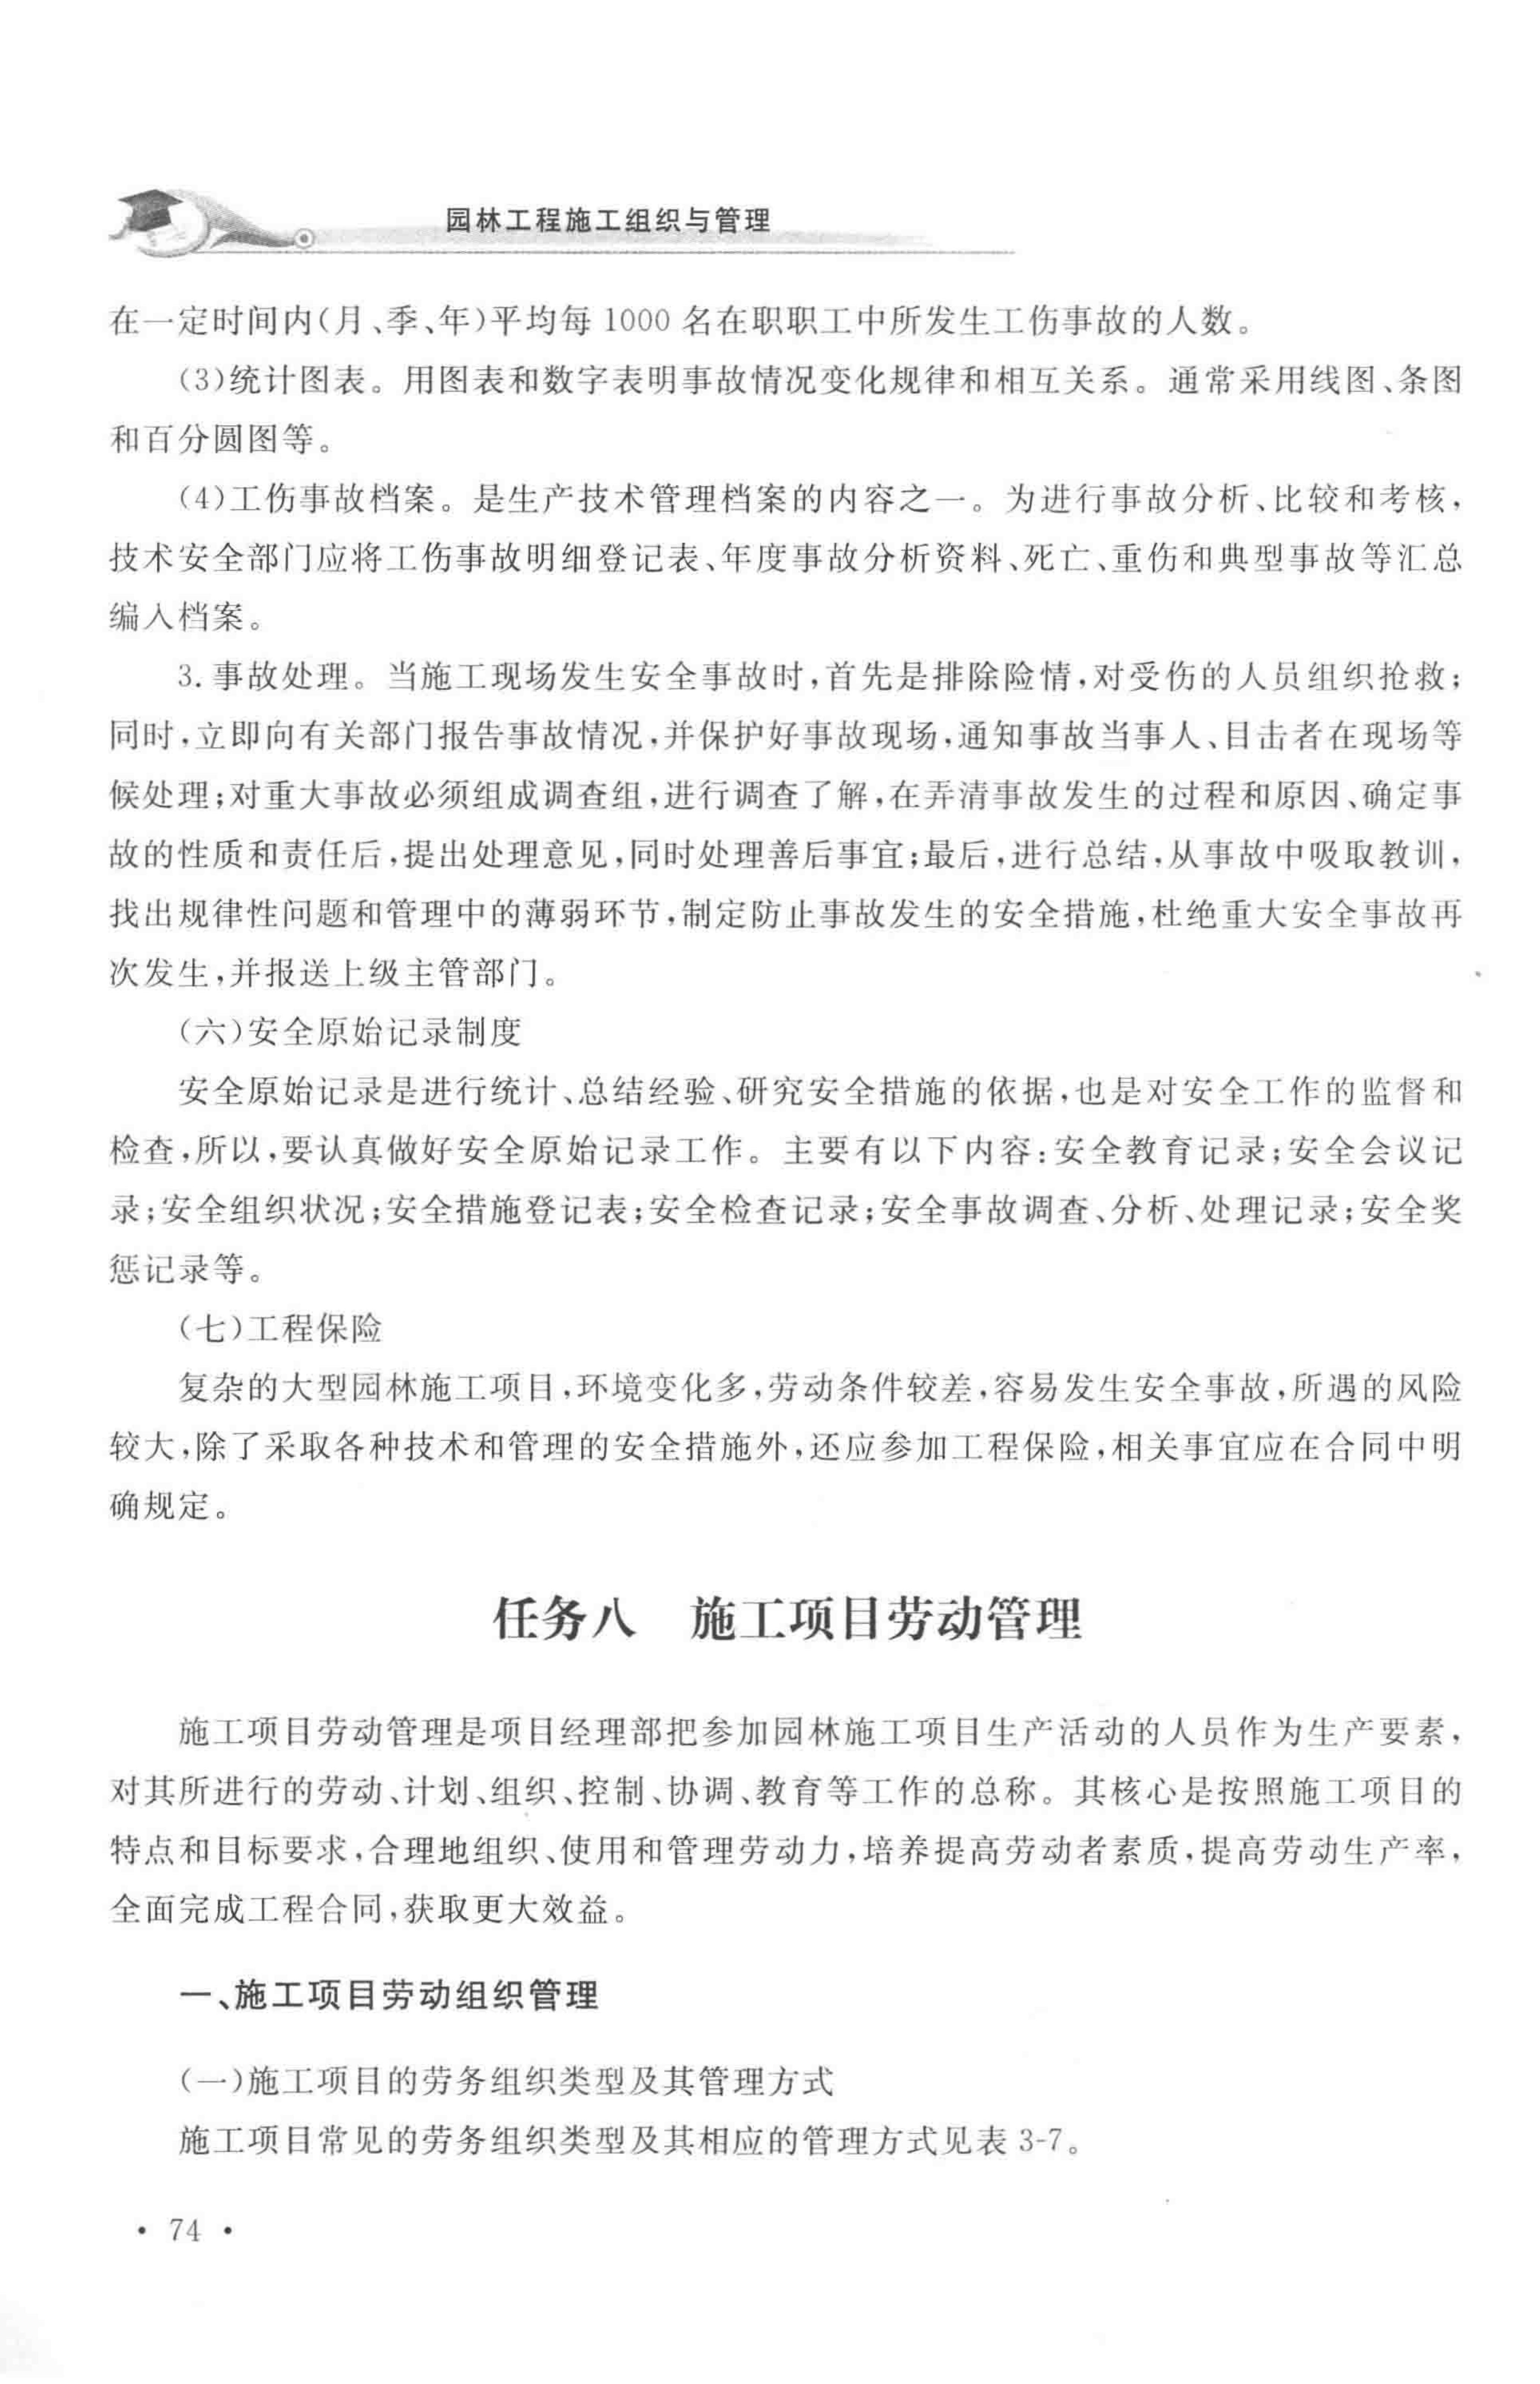 园林工程施工组织与管理
在一定时间内(月、季、年)平均每 1000 名在职职工中所发生工伤事故的人数。
(3)统计图表。用图表和数字表明事故情况变化规律和相互关系。通常采用线图、条图
和百分圆图等。
(4)工伤事故档案。是生产技术管理档案的内容之一。为进行事故分析、比较和考核,
技术安全部门应将工伤事故明细登记表、年度事故分析资料、死亡、重伤和典型事故等汇总
编入档案。
3. 事故处理。当施工现场发生安全事故时,首先是排除险情,对受伤的人员组织抢救;
同时,立即向有关部门报告事故情况,并保护好事故现场,通知事故当事人、目击者在现场等
候处理;对重大事故必须组成调查组,进行调查了解,在弄清事故发生的过程和原因、确定事
故的性质和责任后,提出处理意见,同时处理善后事宜;最后,进行总结,从事故中吸取教训,
找出规律性问题和管理中的薄弱环节,制定防止事故发生的安全措施,杜绝重大安全事故再
次发生,并报送上级主管部门。
(六)安全原始记录制度
安全原始记录是进行统计、总结经验、研究安全措施的依据,也是对安全工作的监督和
检查,所以,要认真做好安全原始记录工作。主要有以下内容:安全教育记录;安全会议记
录;安全组织状况;安全措施登记表;安全检查记录;安全事故调查、分析、处理记录;安全奖
惩记录等。
(七)工程保险
复杂的大型园林施工项目,环境变化多,劳动条件较差,容易发生安全事故,所遇的风险
较大,除了采取各种技术和管理的安全措施外,还应参加工程保险,相关事宜应在合同中明
确规定。
任务八 施工项目劳动管理
施工项目劳动管理是项目经理部把参加园林施工项目生产活动的人员作为生产要素,
对其所进行的劳动、计划、组织、控制、协调、教育等工作的总称。其核心是按照施工项目的
特点和目标要求,合理地组织、使用和管理劳动力,培养提高劳动者素质,提高劳动生产率,
全面完成工程合同,获取更大效益。
一、施工项目劳动组织管理
(一)施工项目的劳务组织类型及其管理方式
施工项目常见的劳务组织类型及其相应的管理方式见表 3-7。
• 74 •